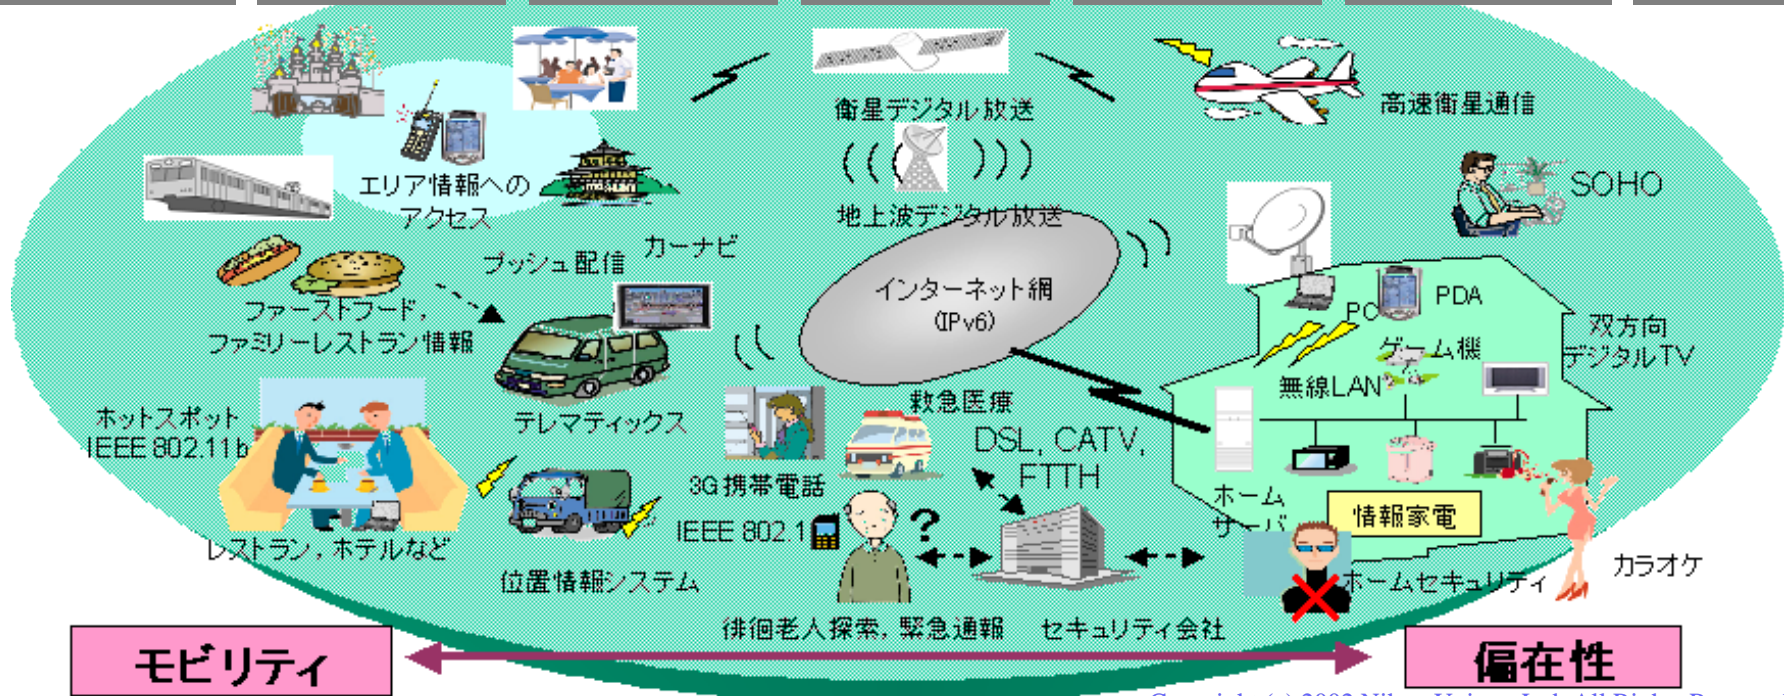 衛星デジタル放送
高速衛星通信
エリア情報への
アクセス
地上波デジタル放送
SOHO
プッシュ配信
カーナビ
インターネット網
(IPv6)
PC
PDA
ファーストフード,
ファミリーレストラン情報
ゲーム機
双方向
デジタルTV
無線LAN
ホットスポット
IEEE 802.11b
テレマティックス
救急医療
DSL, CATV,
FTTH
3G携帯電話
IEEE 802.1
?
ホーム
サーバ
情報家電
レストラン, ホテルなど
位置情報システム
ホームセキュリティ
カラオケ
徘徊老人探索, 緊急通報
セキュリティ会社
モビリティ
偏在性